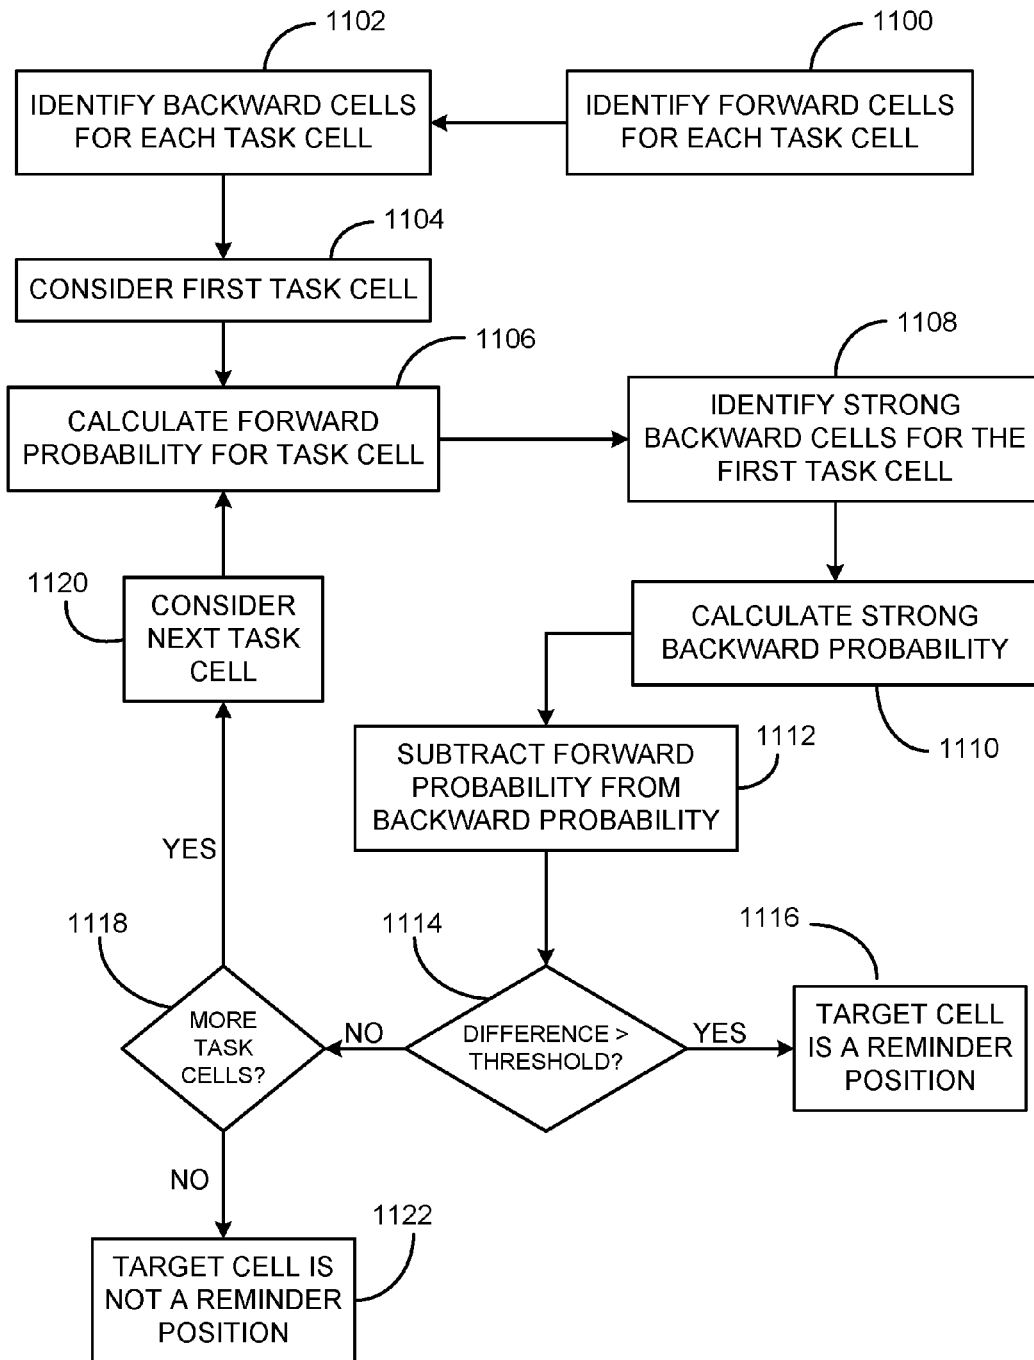 1102
1100
IDENTIFY BACKWARD CELLS
FOR EACH TASK CELL
IDENTIFY FORWARD CELLS
FOR EACH TASK CELL
1104
CONSIDER FIRST TASK CELL
1106
CALCULATE FORWARD
PROBABILITY FOR TASK CELL
1108
IDENTIFY STRONG
BACKWARD CELLS FOR THE
FIRST TASK CELL
1120
CONSIDER
NEXT TASK
CELL
CALCULATE STRONG
BACKWARD PROBABILITY
1110
1112
SUBTRACT FORWARD
PROBABILITY FROM
BACKWARD PROBABILITY
YES
1118
1114
1116
MORE
TASK
CELLS?
NO
DIFFERENCE >
THRESHOLD?
YES
TARGET CELL
IS A REMINDER
POSITION
NO
1122
TARGET CELL IS
NOT A REMINDER
POSITION